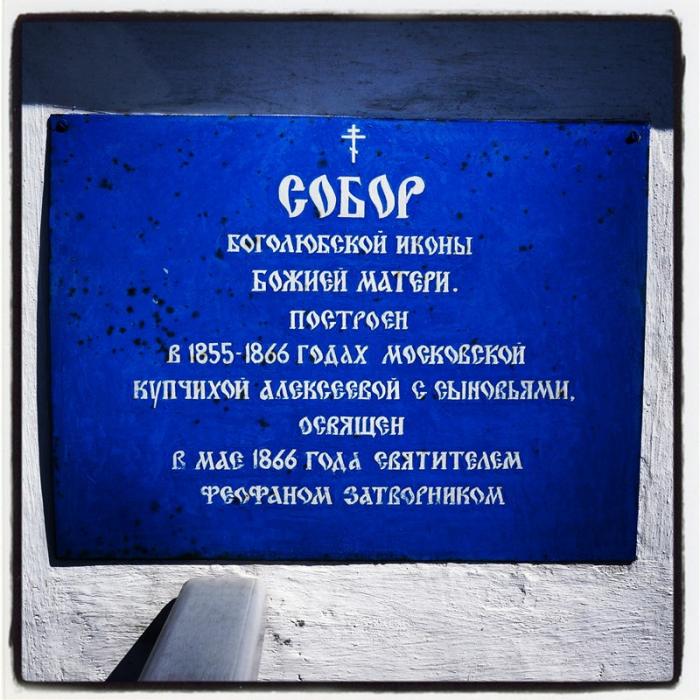 СОБОР
БОГОЛЮБСКОЙ ИКОНЫ
БОЖИЕЙ МАТЕРИ.
ПОСТРОЕН
В 1855-1866 ГОДАХ МОСКОВСКОЙ
КУПЧИХОЙ АЛЕКСЕЕВОЙ С СЫНОВЬЯМИ,
ОСВЯЩЕН
В МАЕ 1866 ГОДА СВЯТИТЕЛЕМ
ФЕОФАНОМ ЗАТВОРНИКОМ